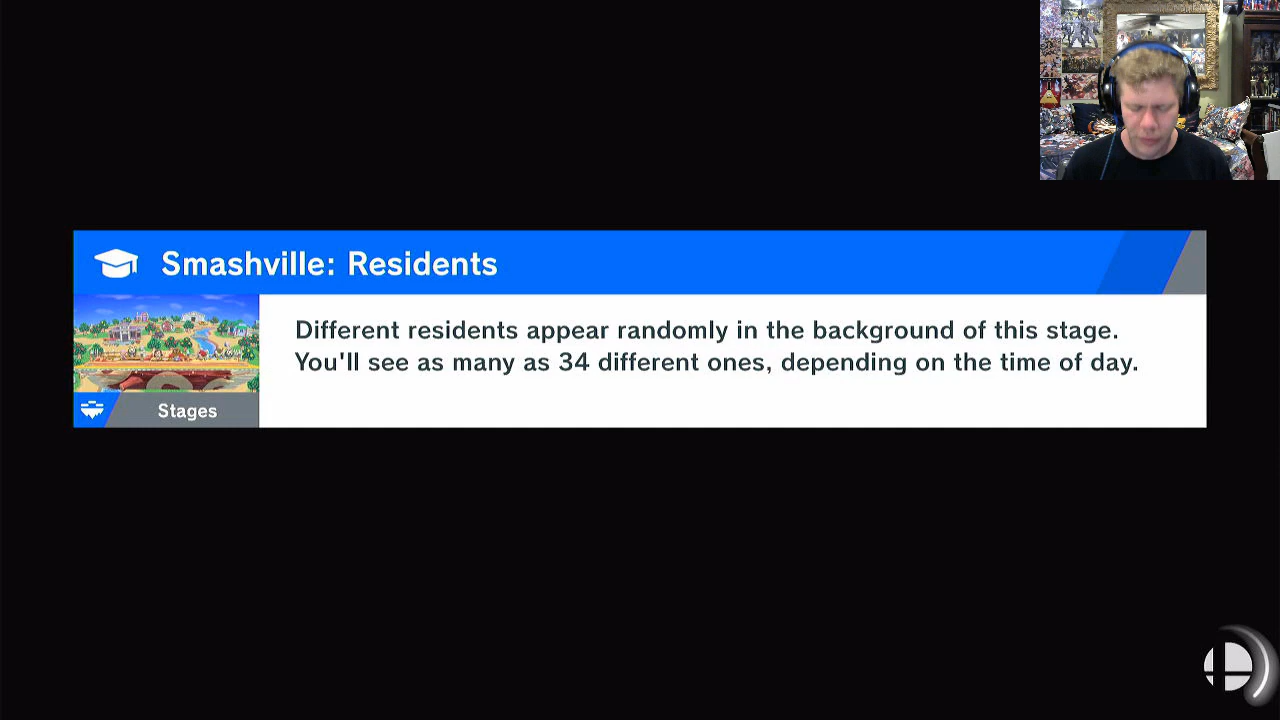 Smashville: Residents
Different residents appear randomly in the background of this stage.
You'll see as many as 34 different ones, depending on the time of day.
Stages